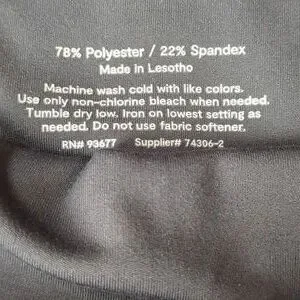 78% Polyester / 22% Spandex
Made in Lesotho
Machine wash cold with like colors.
Use only non-chlorine bleach when needed.
Tumble dry low. Iron on lowest setting as
needed. Do not use fabric softener.
RN# 93677 Supplier# 74306-2